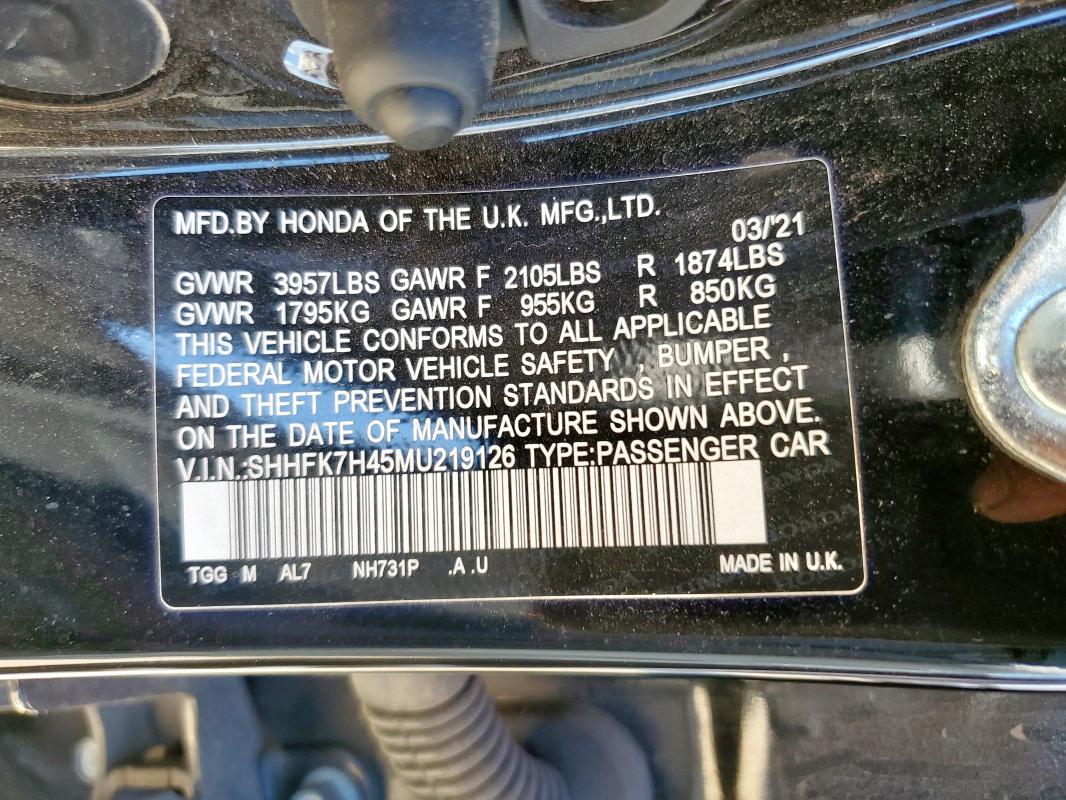 MFD.BY HONDA OF THE U.K. MFG.,LTD.
03/'21
GVWR 3957LBS GAWR F 2105LBS R 1874LBS
GVWR 1795KG GAWR F 955KG R 850KG
THIS VEHICLE CONFORMS TO ALL APPLICABLE
FEDERAL MOTOR VEHICLE SAFETY , BUMPER ,
AND THEFT PREVENTION STANDARDS IN EFFECT
ON THE DATE OF MANUFACTURE SHOWN ABOVE.
V.I.N.:SHHFK7H45MU219126 TYPE:PASSENGER CAR
TGG M AL7 NH731P .A .U MADE IN U.K.